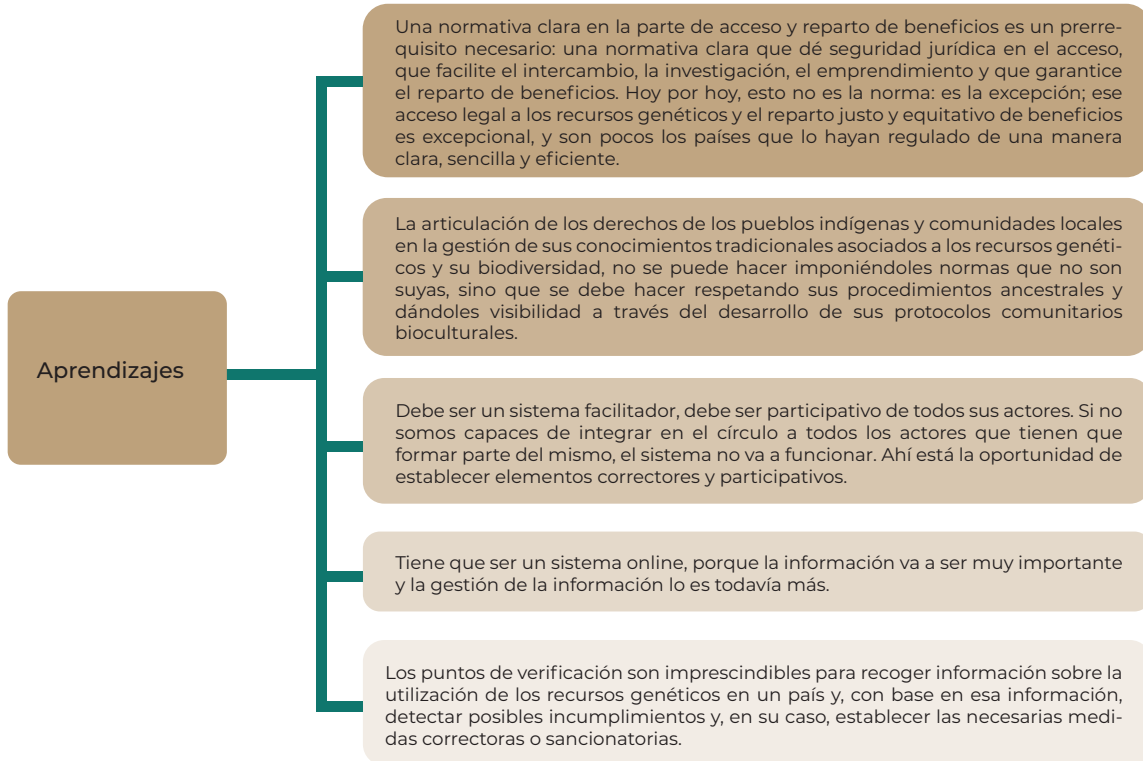 Una normativa clara en la parte de acceso y reparto de beneficios es un prerre-
quisito necesario: una normativa clara que dé seguridad jurídica en el acceso,
que facilite el intercambio, la investigación, el emprendimiento y que garantice
el reparto de beneficios. Hoy por hoy, esto no es la norma: es la excepción; ese
acceso legal a los recursos genéticos y el reparto justo y equitativo de beneficios
es excepcional, y son pocos los países que lo hayan regulado de una manera
clara, sencilla y eficiente.
La articulación de los derechos de los pueblos indígenas y comunidades locales
en la gestión de sus conocimientos tradicionales asociados a los recursos genéti-
cos y su biodiversidad, no se puede hacer imponiéndoles normas que no son
suyas, sino que se debe hacer respetando sus procedimientos ancestrales y
dándoles visibilidad a través del desarrollo de sus protocolos comunitarios
bioculturales.
Aprendizajes
Debe ser un sistema facilitador, debe ser participativo de todos sus actores. Si no
somos capaces de integrar en el círculo a todos los actores que tienen que
formar parte del mismo, el sistema no va a funcionar. Ahí está la oportunidad de
establecer elementos correctores y participativos.
Tiene que ser un sistema online, porque la información va a ser muy importante
y la gestión de la información lo es todavía más.
Los puntos de verificación son imprescindibles para recoger información sobre la
utilización de los recursos genéticos en un país y, con base en esa información,
detectar posibles incumplimientos y, en su caso, establecer las necesarias medi-
das correctoras o sancionatorias.